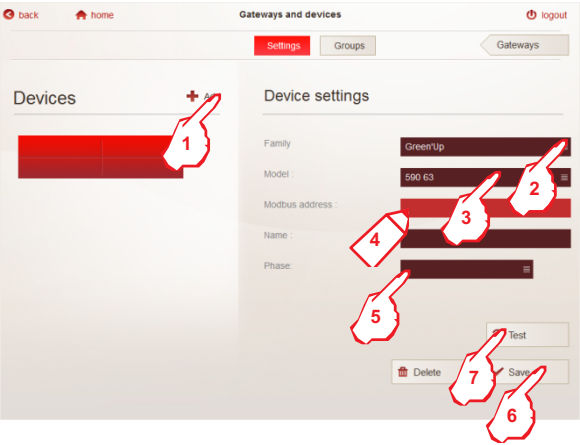 back home Gateways and devices logout
Settings Groups Gateways
Devices
Device settings
1
Family
Green'Up
Model :
590 63
2
Modbus address :
3
Name :
4
Phase:
5
Test
Delete
7
Save
6